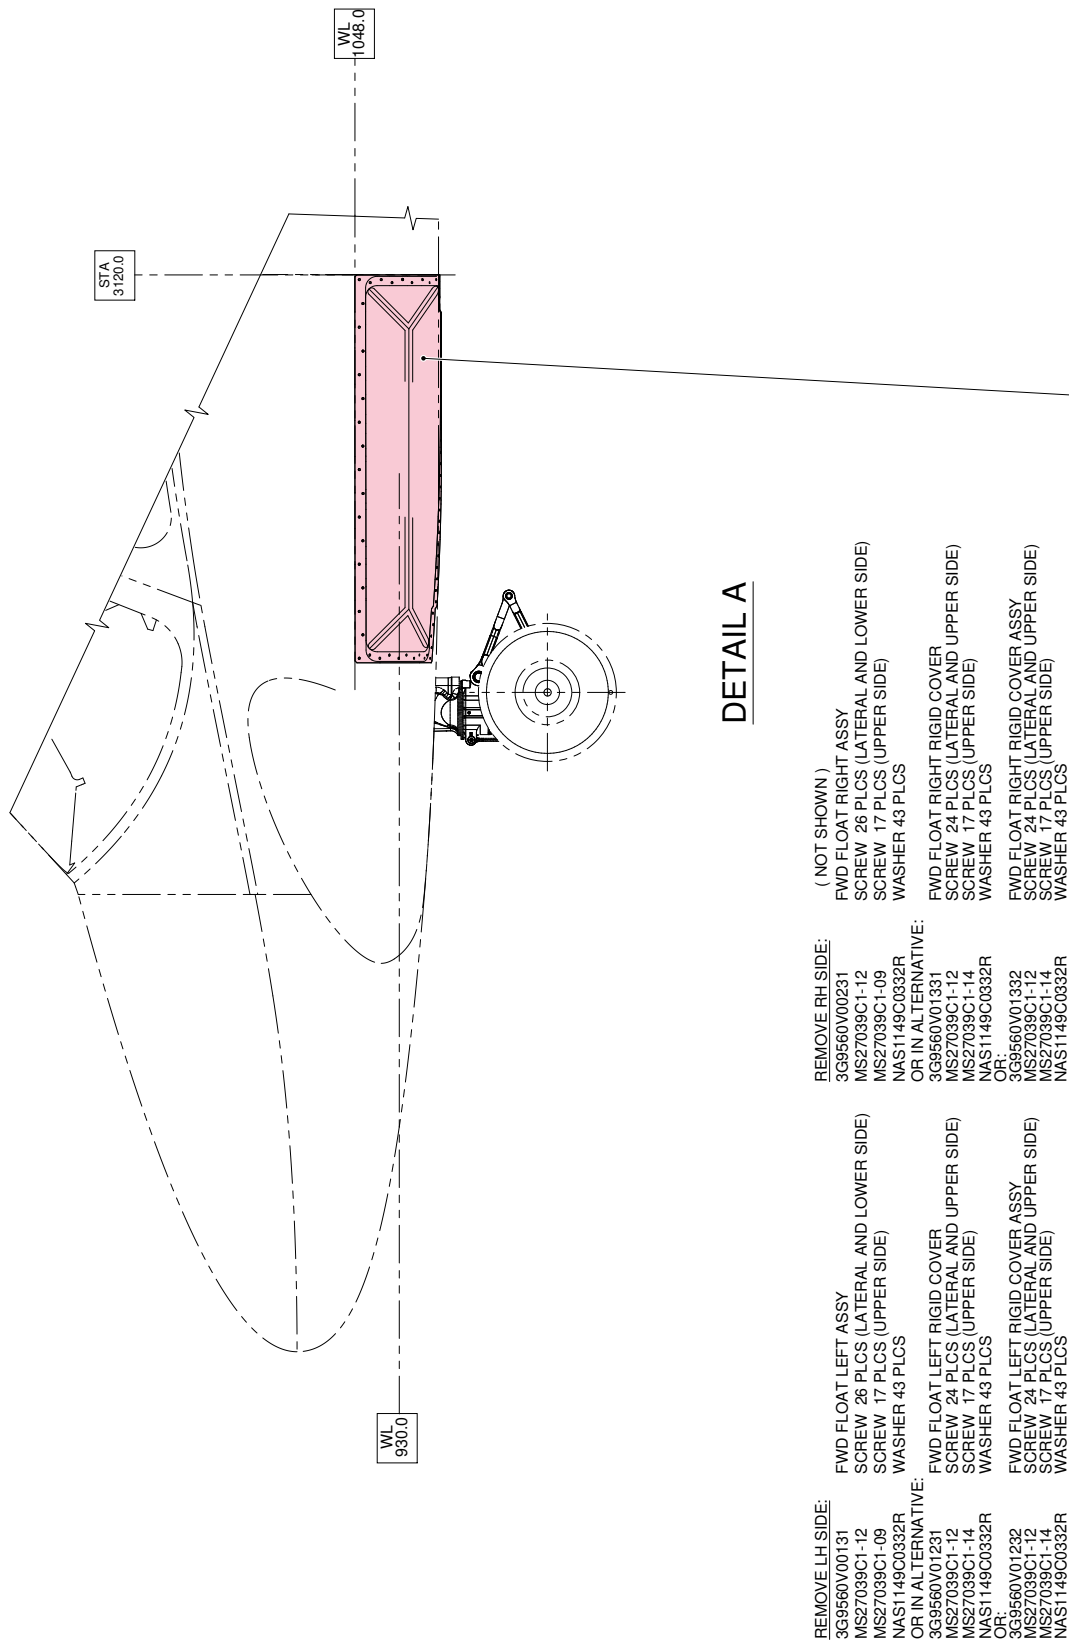 WL
1048.0
STA
3120.0
WL
930.0
DETAIL A
REMOVE LH SIDE:
3G9560V00131 FWD FLOAT LEFT ASSY
MS27039C1-12 SCREW 26 PLCS (LATERAL AND LOWER SIDE)
MS27039C1-09 SCREW 17 PLCS (UPPER SIDE)
NAS1149C0332R WASHER 43 PLCS
OR IN ALTERNATIVE:
3G9560V01231 FWD FLOAT LEFT RIGID COVER
MS27039C1-12 SCREW 24 PLCS (LATERAL AND UPPER SIDE)
MS27039C1-14 SCREW 17 PLCS (UPPER SIDE)
NAS1149C0332R WASHER 43 PLCS
OR:
3G9560V01232 FWD FLOAT LEFT RIGID COVER ASSY
MS27039C1-12 SCREW 24 PLCS (LATERAL AND UPPER SIDE)
MS27039C1-14 SCREW 17 PLCS (UPPER SIDE)
NAS1149C0332R WASHER 43 PLCS
REMOVE RH SIDE: ( NOT SHOWN )
3G9560V00231 FWD FLOAT RIGHT ASSY
MS27039C1-12 SCREW 26 PLCS (LATERAL AND LOWER SIDE)
MS27039C1-09 SCREW 17 PLCS (UPPER SIDE)
NAS1149C0332R WASHER 43 PLCS
OR IN ALTERNATIVE:
3G9560V01331 FWD FLOAT RIGHT RIGID COVER
MS27039C1-12 SCREW 24 PLCS (LATERAL AND UPPER SIDE)
MS27039C1-14 SCREW 17 PLCS (UPPER SIDE)
NAS1149C0332R WASHER 43 PLCS
OR:
3G9560V01332 FWD FLOAT RIGHT RIGID COVER ASSY
MS27039C1-12 SCREW 24 PLCS (LATERAL AND UPPER SIDE)
MS27039C1-14 SCREW 17 PLCS (UPPER SIDE)
NAS1149C0332R WASHER 43 PLCS